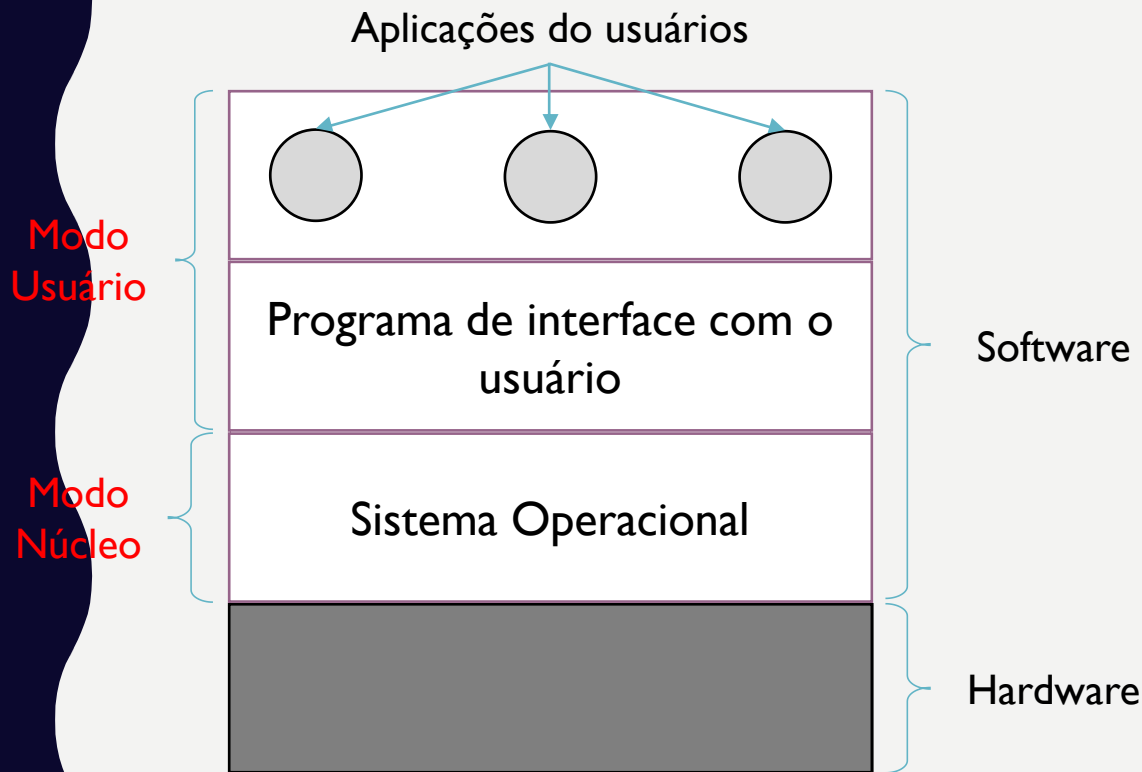 Aplicações do usuários
Modo
Usuário
Programa de interface com o
usuário
Software
Modo
Núcleo
Sistema Operacional
Hardware